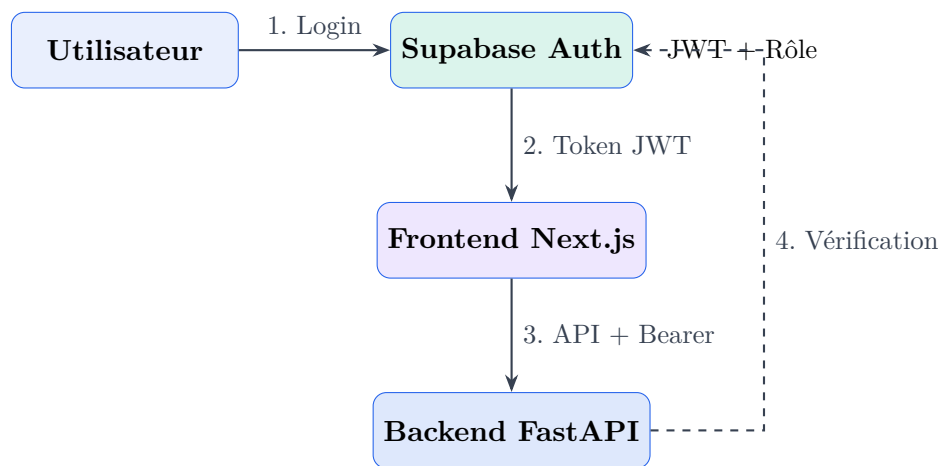 1. Login
Utilisateur
Supabase Auth
JWT + Rôle
2. Token JWT
Frontend Next.js
4. Vérification
3. API + Bearer
Backend FastAPI